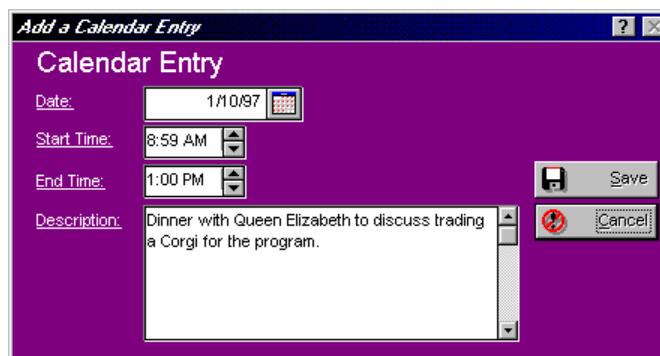 Add a Calendar Entry
Calendar Entry
Date:
1/10/97
Start Time:
8:59 AM
End Time:
1:00 PM
Save
Description:
Dinner with Queen Elizabeth to discuss trading
a Corgi for the program.
Cancel